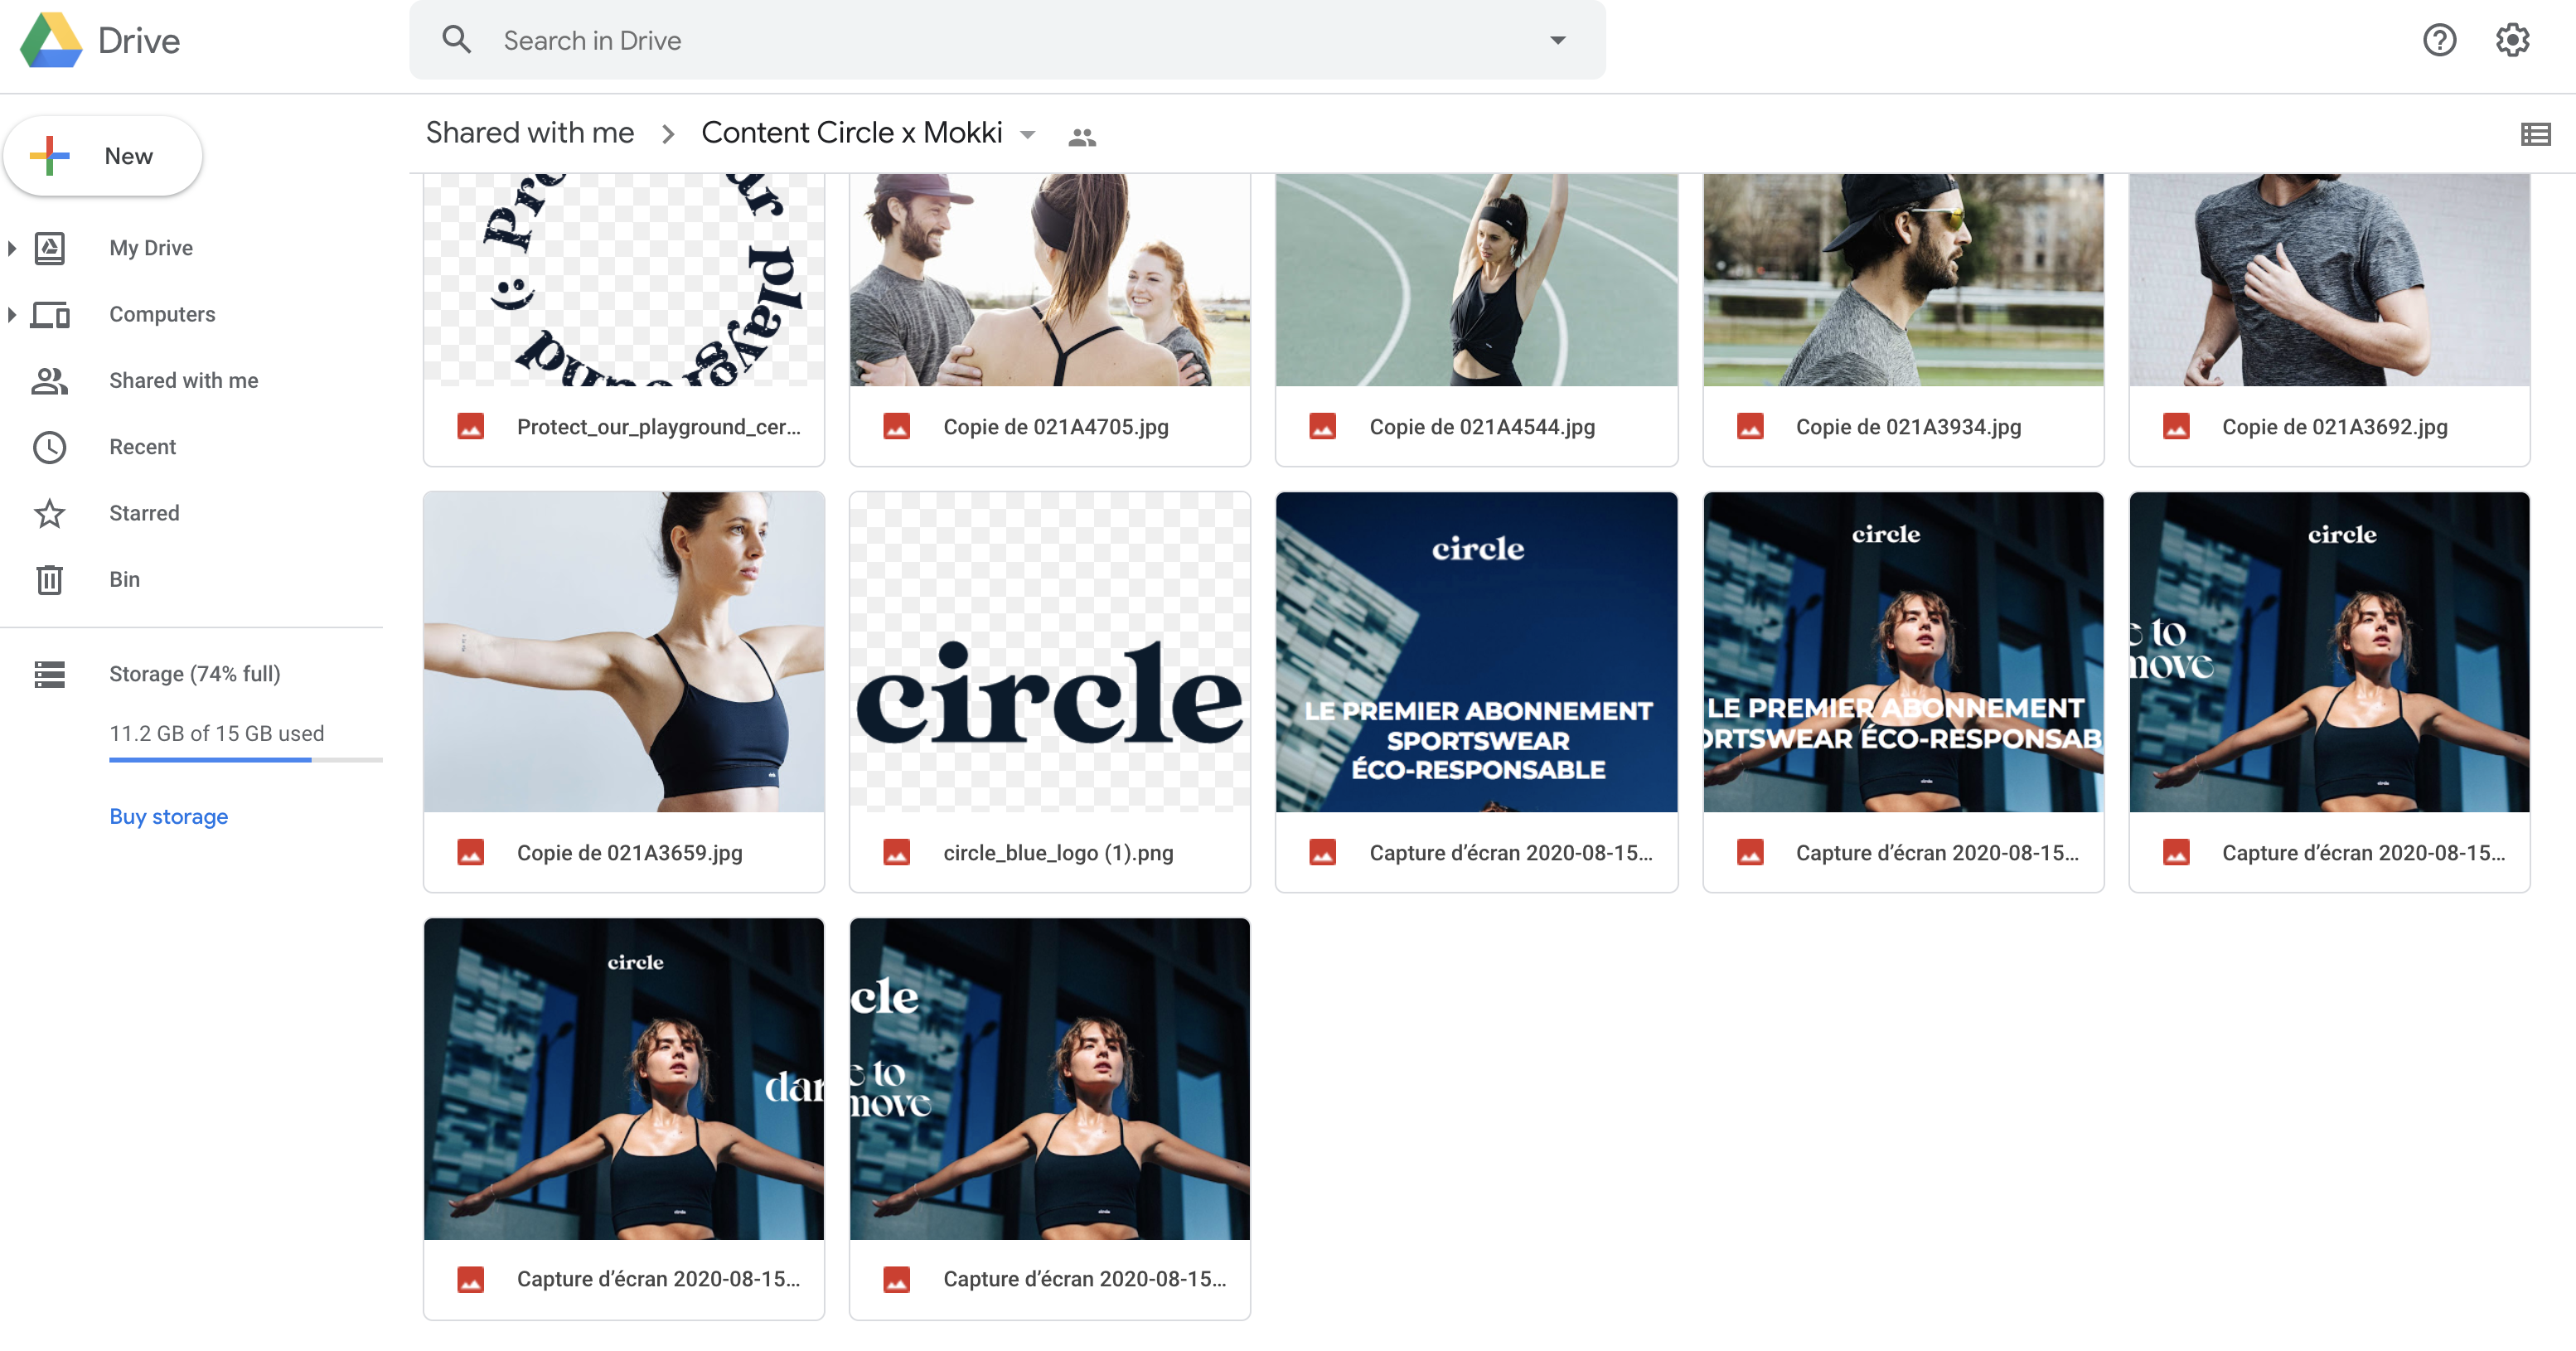 Drive
Search in Drive
New
Shared with me
Content Circle x Mokki
My Drive
Computers
Shared with me
Recent
Starred
Bin
Storage (74% full)
11.2 GB of 15 GB used
Buy storage
Pro
ur playground
:)
Protect_our_playground_cer...
Copie de 021A4705.jpg
Copie de 021A4544.jpg
Copie de 021A3934.jpg
Copie de 021A3692.jpg
circle
circle
LE PREMIER ABONNEMENT
SPORTSWEAR
ÉCO-RESPONSABLE
circle
LE PREMIER ABONNEMENT
ORTSWEAR ÉCO-RESPONSAB
circle
e to
move
Copie de 021A3659.jpg
circle_blue_logo (1).png
Capture d’écran 2020-08-15...
Capture d’écran 2020-08-15...
Capture d’écran 2020-08-15...
circle
dar
cle
e to
move
Capture d’écran 2020-08-15...
Capture d’écran 2020-08-15...